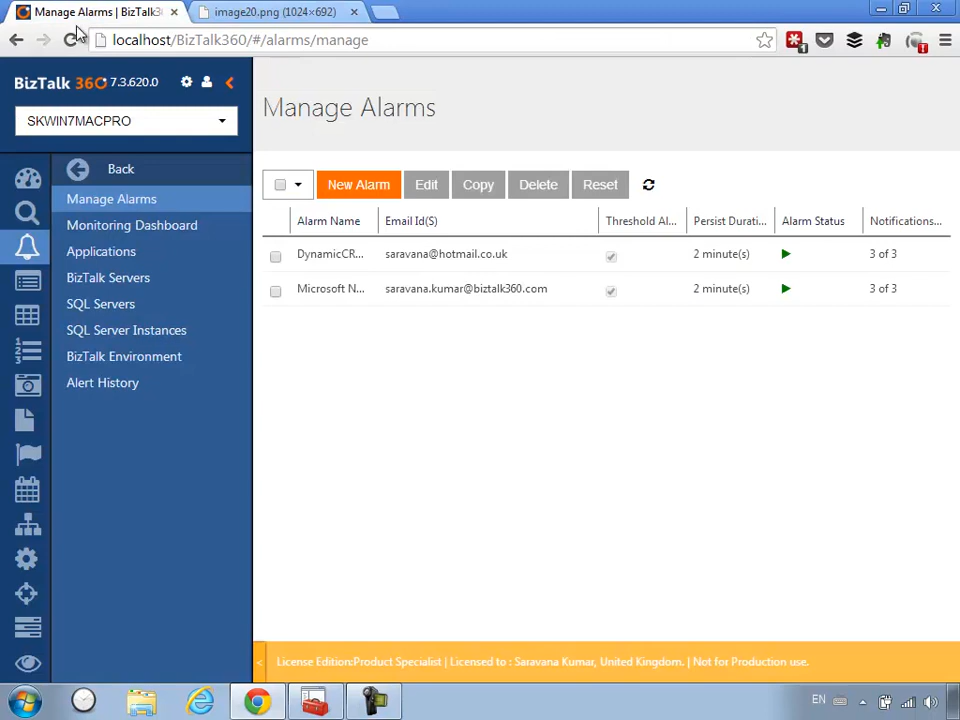 Manage Alarms | BizTalk3
image20.png (1024×692)
localhost/BizTalk360/#/alarms/manage
1
!
BizTalk 360 7.3.620.0
SKWIN7MACPRO
Back
Manage Alarms
Monitoring Dashboard
Applications
BizTalk Servers
SQL Servers
SQL Server Instances
BizTalk Environment
Alert History
Manage Alarms
New Alarm Edit Copy Delete Reset
Alarm Name Email Id(S) Threshold Al... Persist Durati... Alarm Status Notifications...
DynamicCR... saravana@hotmail.co.uk 2 minute(s) 3 of 3
Microsoft N... saravana.kumar@biztalk360.com 2 minute(s) 3 of 3
< License Edition:Product Specialist | Licensed to : Saravana Kumar, United Kingdom. | Not for Production use.
EN